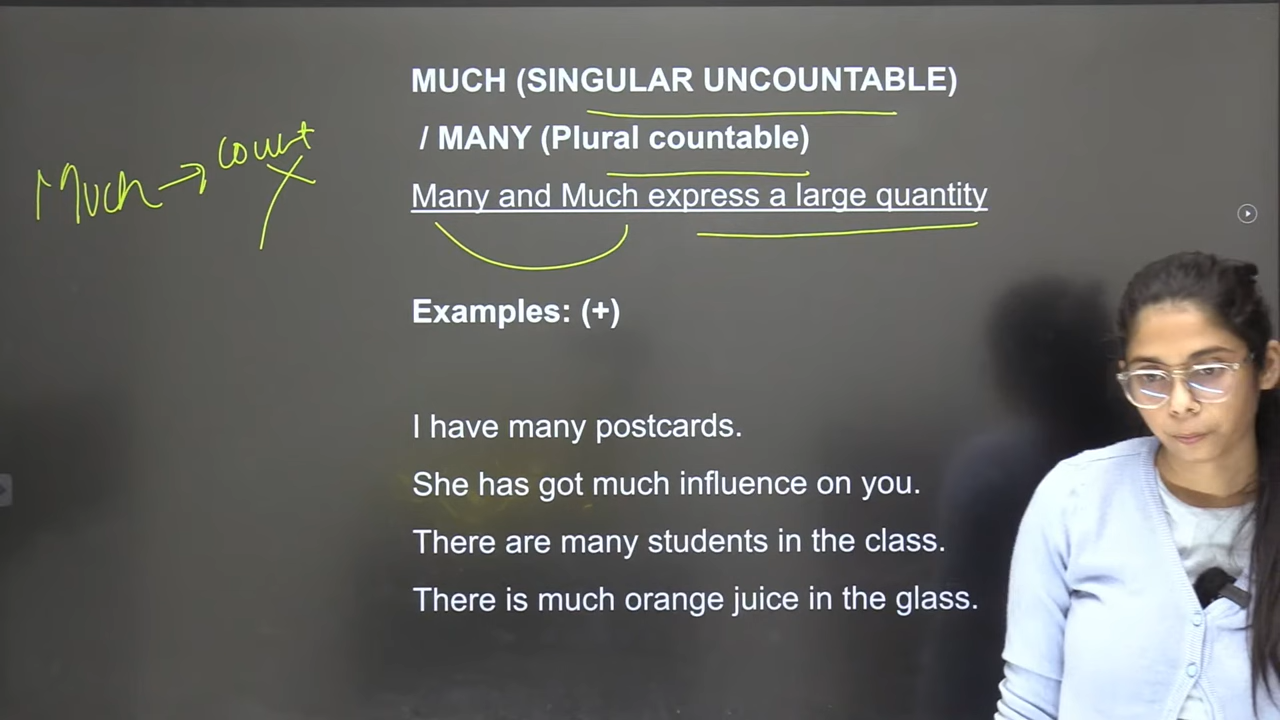 MUCH (SINGULAR UNCOUNTABLE)
/ MANY (Plural countable)
Many and Much express a large quantity
Much → count
Examples: (+)
I have many postcards.
She has got much influence on you.
There are many students in the class.
There is much orange juice in the glass.